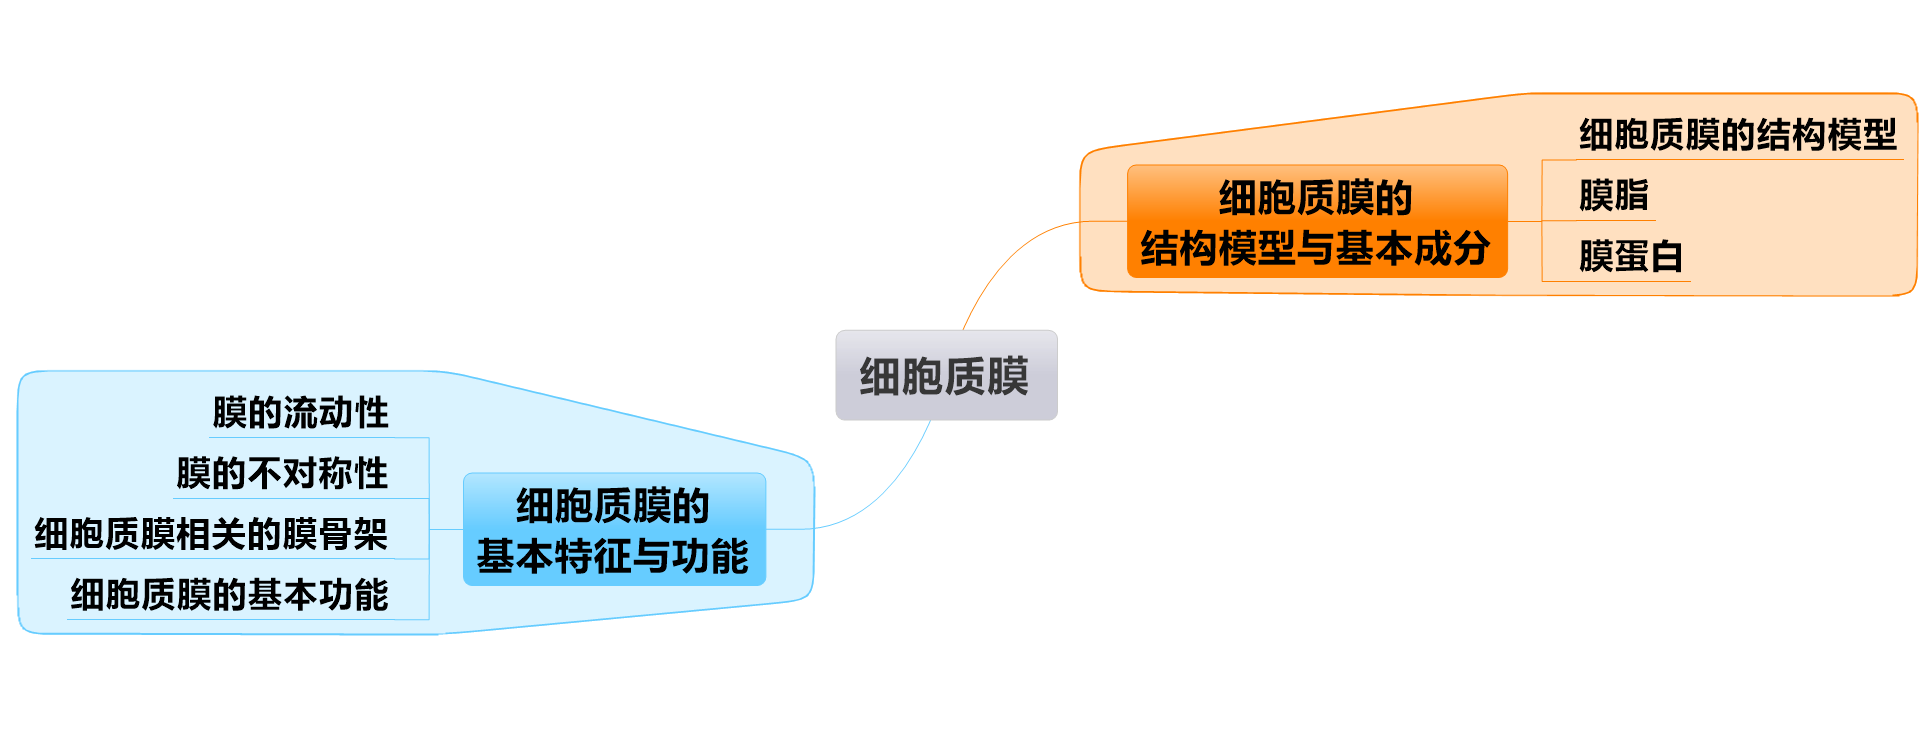 细胞质膜
细胞质膜的
结构模型与基本成分
细胞质膜的结构模型
膜脂
膜蛋白
细胞质膜的
基本特征与功能
膜的流动性
膜的不对称性
细胞质膜相关的膜骨架
细胞质膜的基本功能